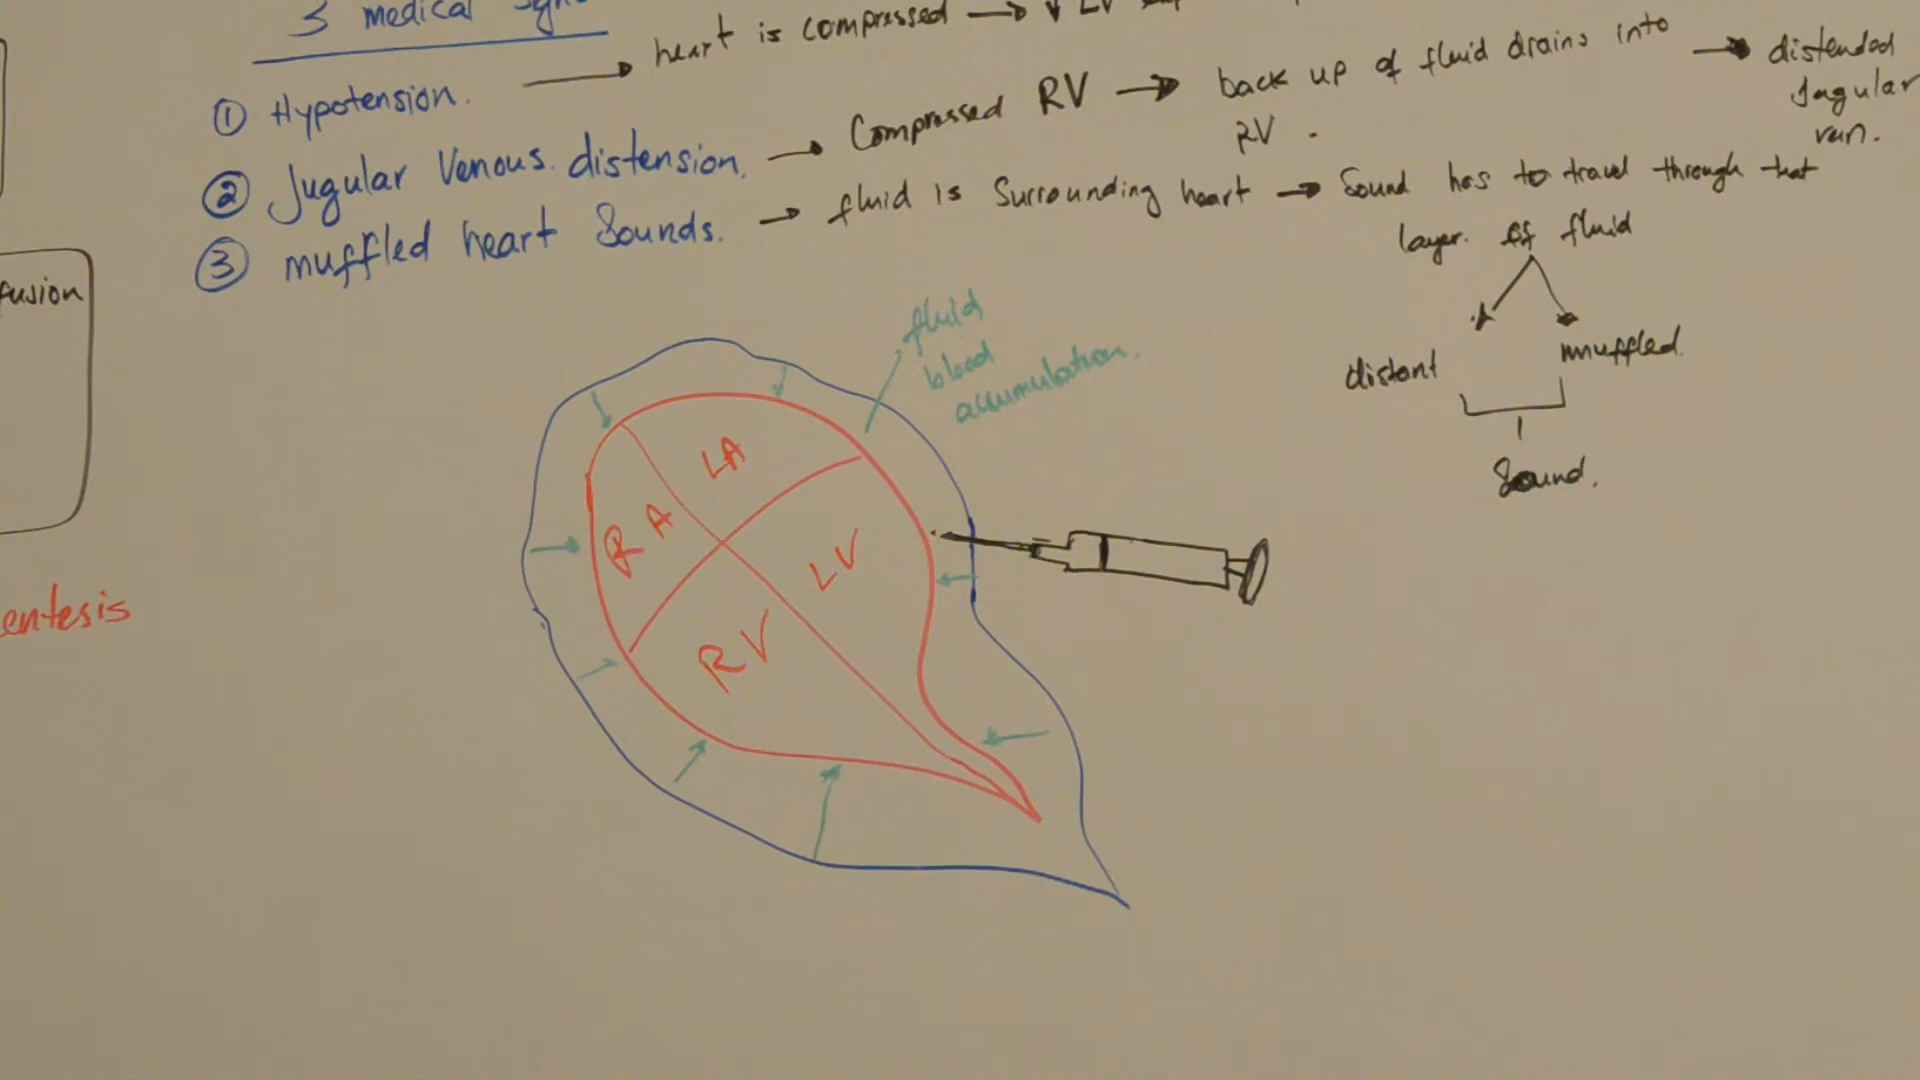 3 medical
heart is compressed → ↓ LV
① Hypotension. →
② Jugular Venous. distension. → Compressed RV → back up of fluid drains into RV. → distended Jugular
③ muffled heart Sounds. → fluid is Surrounding heart → Sound has to travel through that
layer. of fluid
distant muffled.
Sound.
fusion
entesis
fluid
blood
accumulation.
LA
RA
LV
RV